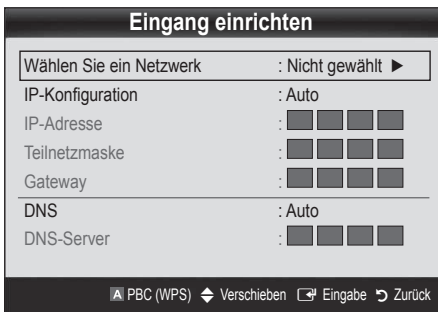 Eingang einrichten
Wählen Sie ein Netzwerk : Nicht gewählt ►
IP-Konfiguration : Auto
IP-Adresse :
Teilnetzmaske :
Gateway :
DNS : Auto
DNS-Server :
A PBC (WPS) Verschieben Eingabe Zurück